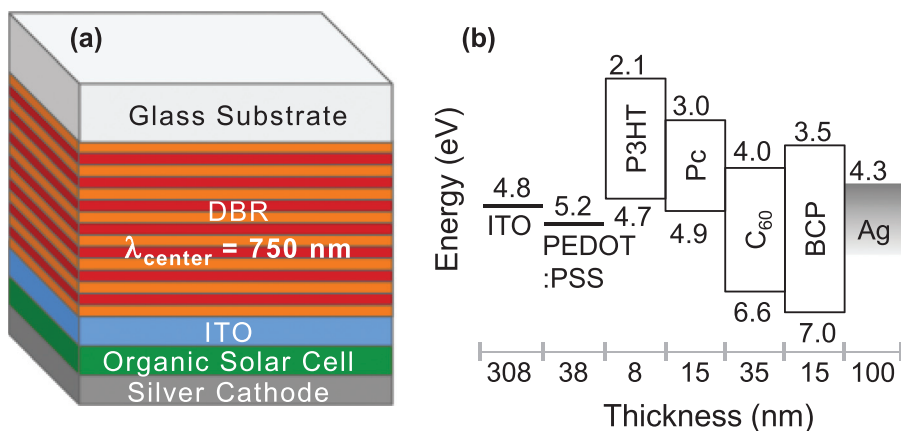 (a)
Glass Substrate
DBR
λcenter = 750 nm
ITO
Organic Solar Cell
Silver Cathode
(b)
Energy (eV)
4.8
ITO
5.2
PEDOT
:PSS
2.1
P3HT
4.7
3.0
Pc
4.9
4.0
C60
6.6
3.5
BCP
7.0
4.3
Ag
308 38 8 15 35 15 100
Thickness (nm)